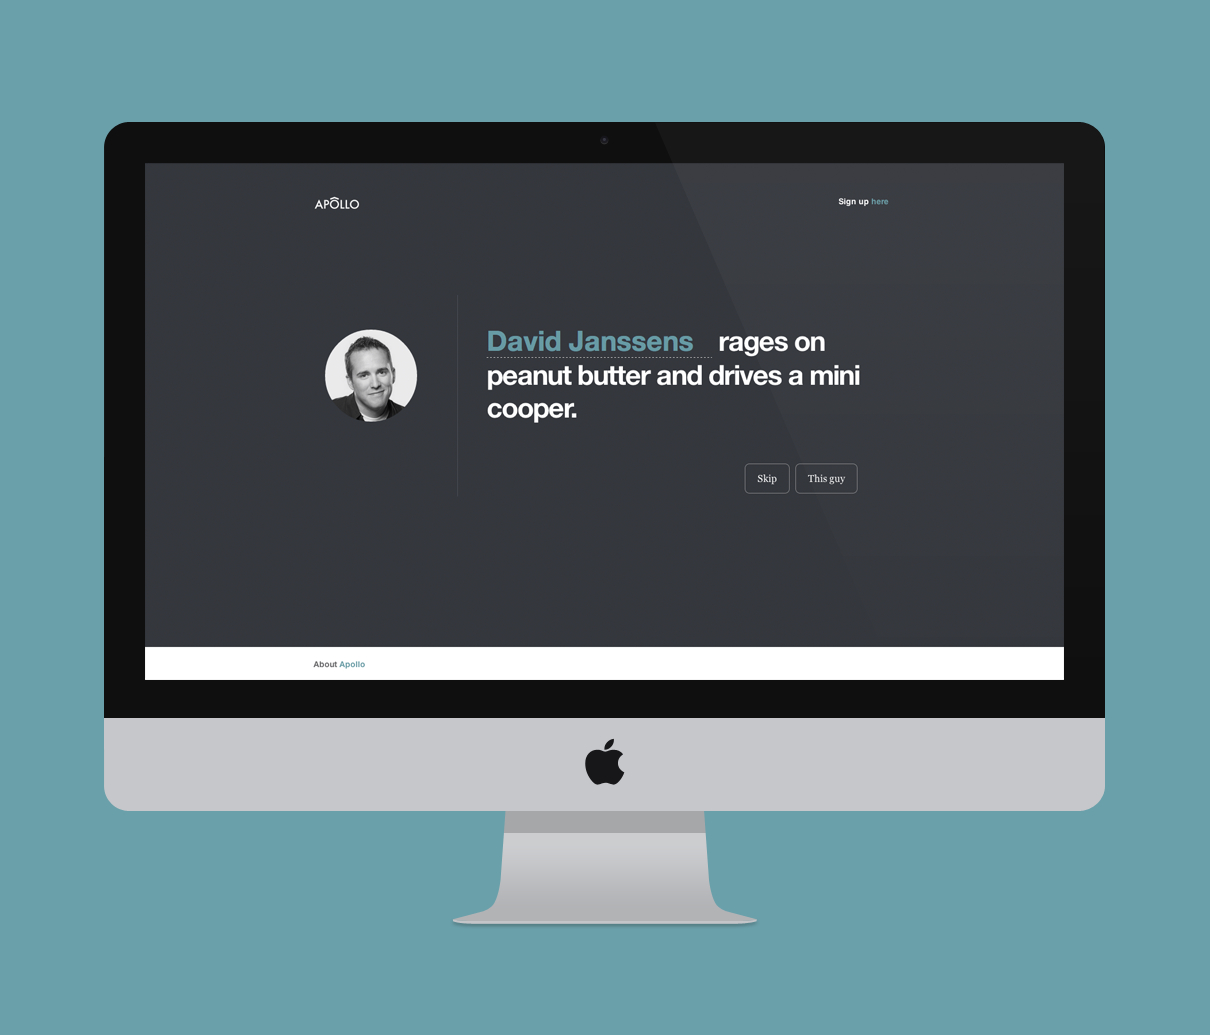 APOLLO
Sign up here
David Janssens rages on
peanut butter and drives a mini
cooper.
Skip
This guy
About Apollo